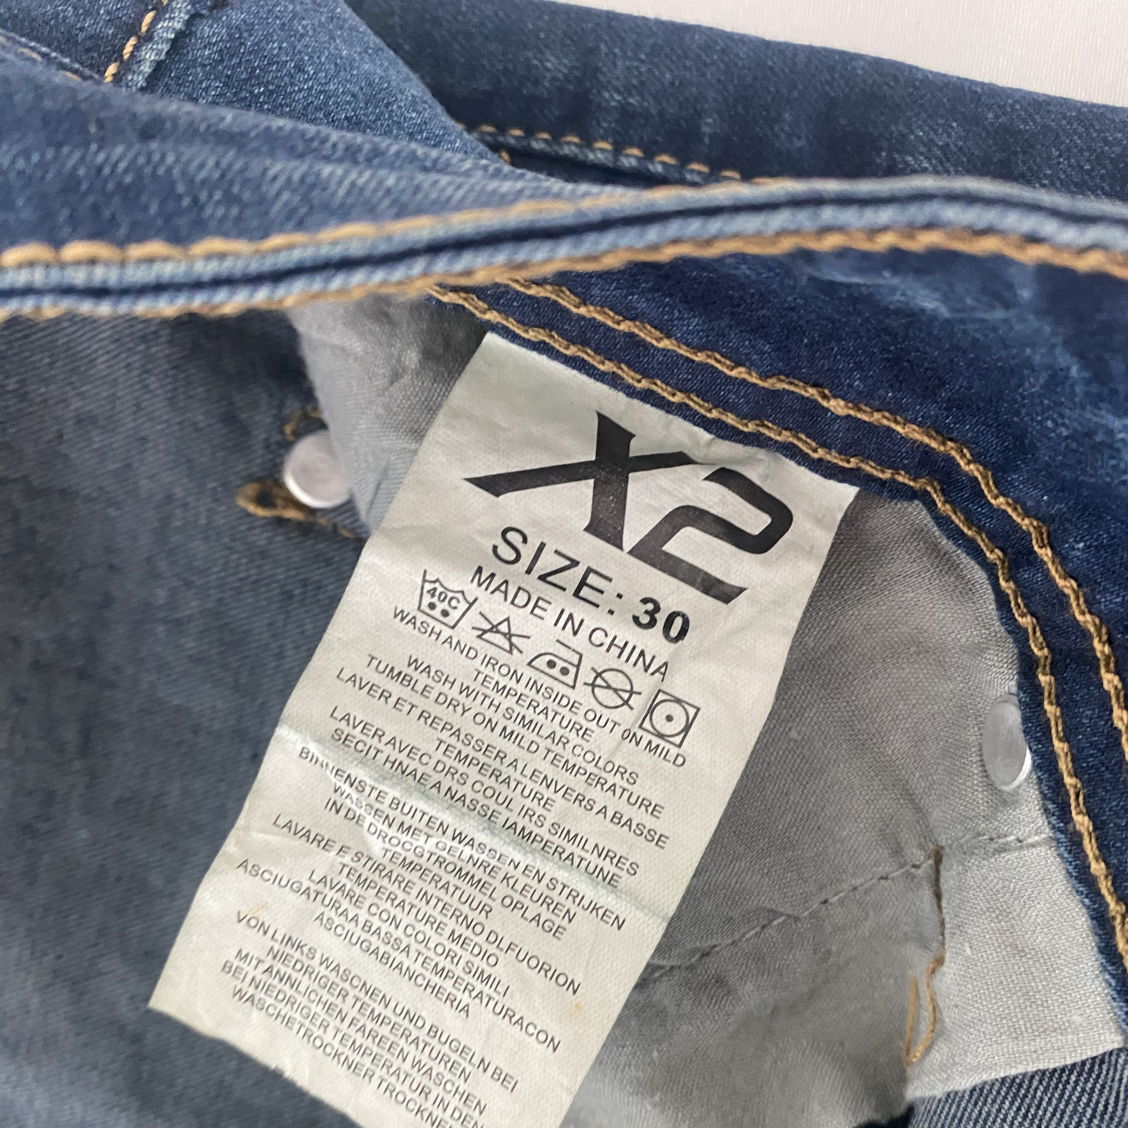 X2
SIZE: 30
MADE IN CHINA
40C
WASH AND IRON INSIDE OUT ON MILD
TEMPERATURE
WASH WITH SIMILAR COLORS
TUMBLE DRY ON MILD TEMPERATURE
LAVER ET REPASSER A LENVERS A BASSE
TEMPERATURE
LAVER AVEC DRS COUL IRS SIMILNRES
SECIT HNAE A NASSE IAMPERATUNE
BINNENSTE BUITEN WASSEN EN STRIJKEN
WASSEN MET GELNRE KLEUREN
IN DE DROCGTROMMEL OPLAGE
TEMPERATUUR
LAVARE E STIRARE INTERNO DLFUORION
TEMPERATURE MEDIO
LAVARE CON COLORI SIMILI
ASCIUGATURAA BASSA TEMPERATURACON
ASCIUGABIANCHERIA
VON LINKS WASCNEN UND BUGELN BEI
NIEDRIGER TEMPERATUREN
MIT ANNLICHEN FAREEN WASCHEN
BEI NIEDRIGER TEMPERATUR IN DEN
WASCHETROCKNER TROCKNEN